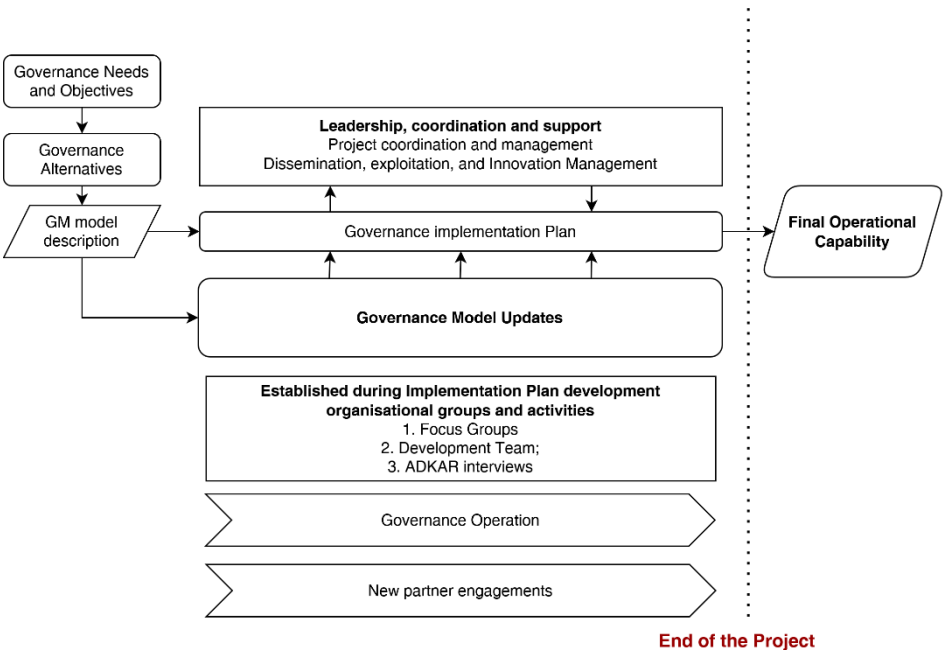 Governance Needs
and Objectives
Governance
Alternatives
GM model
description
Leadership, coordination and support
Project coordination and management
Dissemination, exploitation, and Innovation Management
Governance implementation Plan
Governance Model Updates
Established during Implementation Plan development
organisational groups and activities
1. Focus Groups
2. Development Team;
3. ADKAR interviews
Governance Operation
New partner engagements
Final Operational
Capability
End of the Project